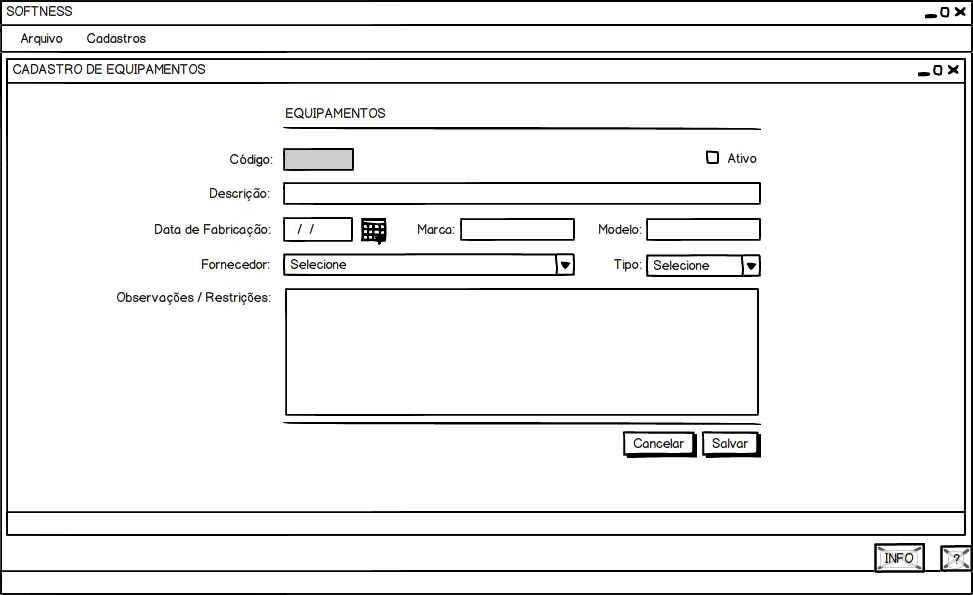 SOFTNESS
Arquivo Cadastros
CADASTRO DE EQUIPAMENTOS
EQUIPAMENTOS
Código: Ativo
Descrição:
Data de Fabricação: / / Marca: Modelo:
Fornecedor: Selecione Tipo: Selecione
Observações / Restrições:
Cancelar Salvar
INFO ?